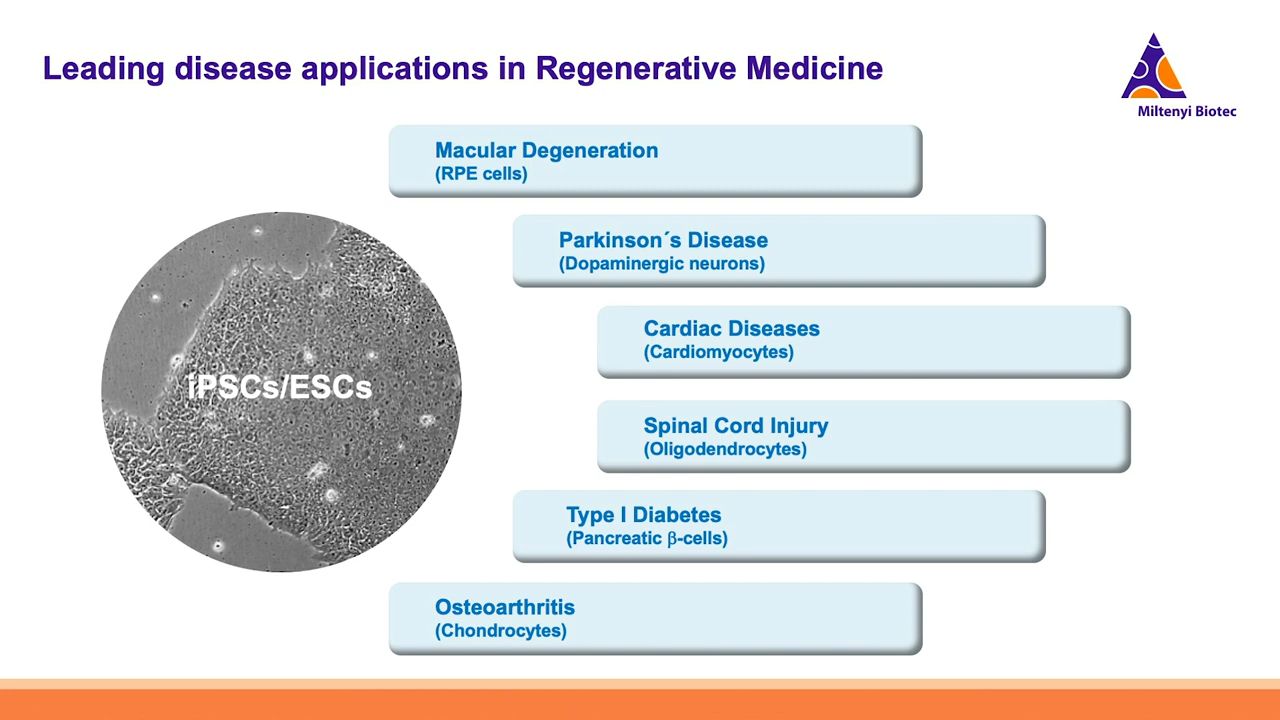 Leading disease applications in Regenerative Medicine
Miltenyi Biotec
Macular Degeneration
(RPE cells)
Parkinson´s Disease
(Dopaminergic neurons)
Cardiac Diseases
(Cardiomyocytes)
iPSCs/ESCs
Spinal Cord Injury
(Oligodendrocytes)
Type I Diabetes
(Pancreatic β-cells)
Osteoarthritis
(Chondrocytes)